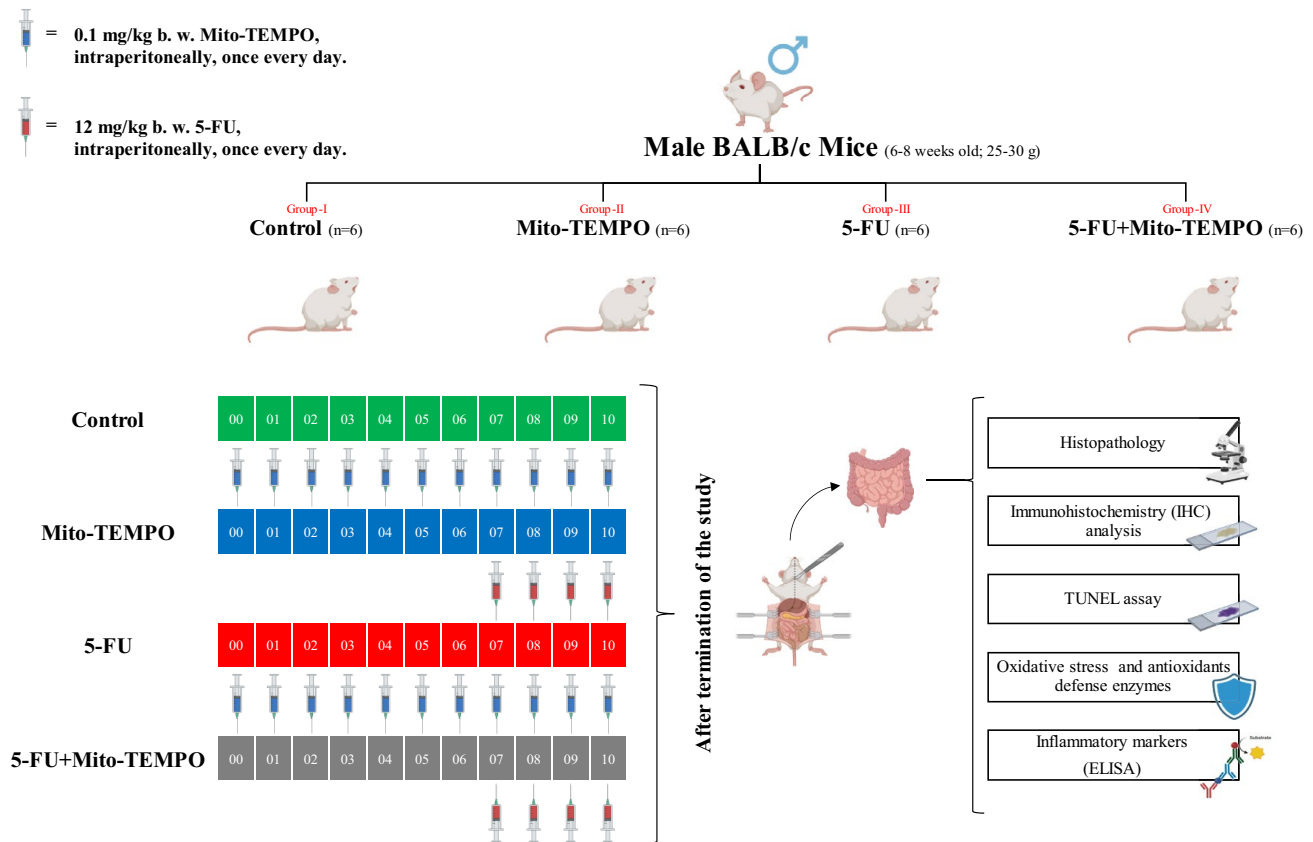 = 0.1 mg/kg b. w. Mito-TEMPO,
intraperitoneally, once every day.
= 12 mg/kg b. w. 5-FU,
intraperitoneally, once every day.
Male BALB/c Mice (6-8 weeks old; 25-30 g)
Group-I
Control (n=6)
Group-II
Mito-TEMPO (n=6)
Group-III
5-FU (n=6)
Group-IV
5-FU+Mito-TEMPO (n=6)
Control
00 01 02 03 04 05 06 07 08 09 10
Mito-TEMPO
00 01 02 03 04 05 06 07 08 09 10
5-FU
00 01 02 03 04 05 06 07 08 09 10
5-FU+Mito-TEMPO
00 01 02 03 04 05 06 07 08 09 10
After termination of the study
Histopathology
Immunohistochemistry (IHC)
analysis
TUNEL assay
Oxidative stress and antioxidants
defense enzymes
Inflammatory markers
(ELISA)
Substrate